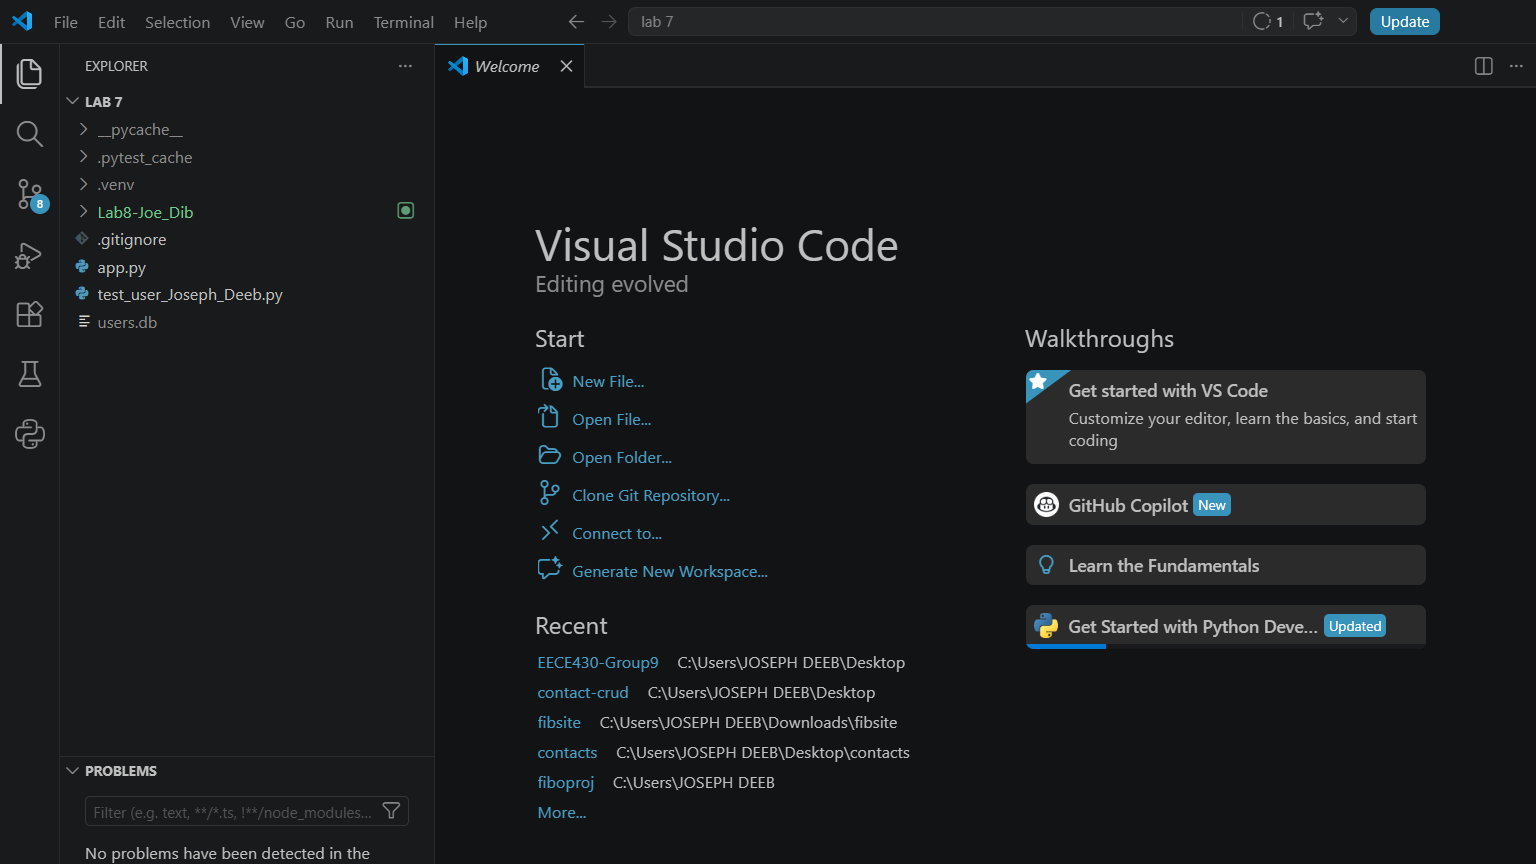 File Edit Selection View Go Run Terminal Help lab 7 1 Update
EXPLORER
Welcome
LAB 7
__pycache__
.pytest_cache
.venv
Lab8-Joe_Dib
.gitignore
app.py
test_user_Joseph_Deeb.py
users.db
8
PROBLEMS
Filter (e.g. text, **/*.ts, !**/node_modules...
No problems have been detected in the
Visual Studio Code
Editing evolved
Start
New File...
Open File...
Open Folder...
Clone Git Repository...
Connect to...
Generate New Workspace...
Recent
EECE430-Group9 C:\Users\JOSEPH DEEB\Desktop
contact-crud C:\Users\JOSEPH DEEB\Desktop
fibsite C:\Users\JOSEPH DEEB\Downloads\fibsite
contacts C:\Users\JOSEPH DEEB\Desktop\contacts
fiboproj C:\Users\JOSEPH DEEB
More...
Walkthroughs
Get started with VS Code
Customize your editor, learn the basics, and start
coding
GitHub Copilot New
Learn the Fundamentals
Get Started with Python Deve... Updated